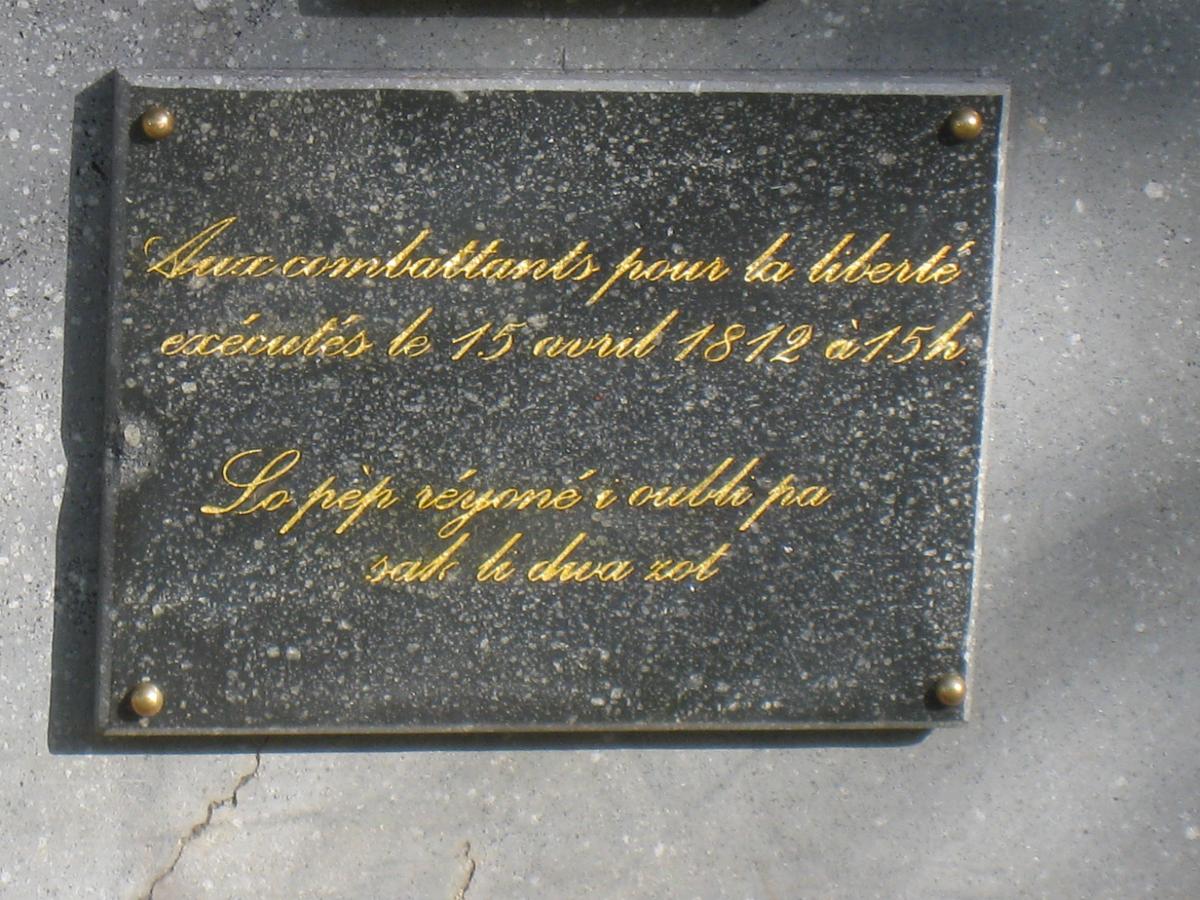 Aux combattants pour la liberté
exécutés le 15 avril 1812 à 15h
Lo pèp réyoné i oubli pa
sak li dwa zot